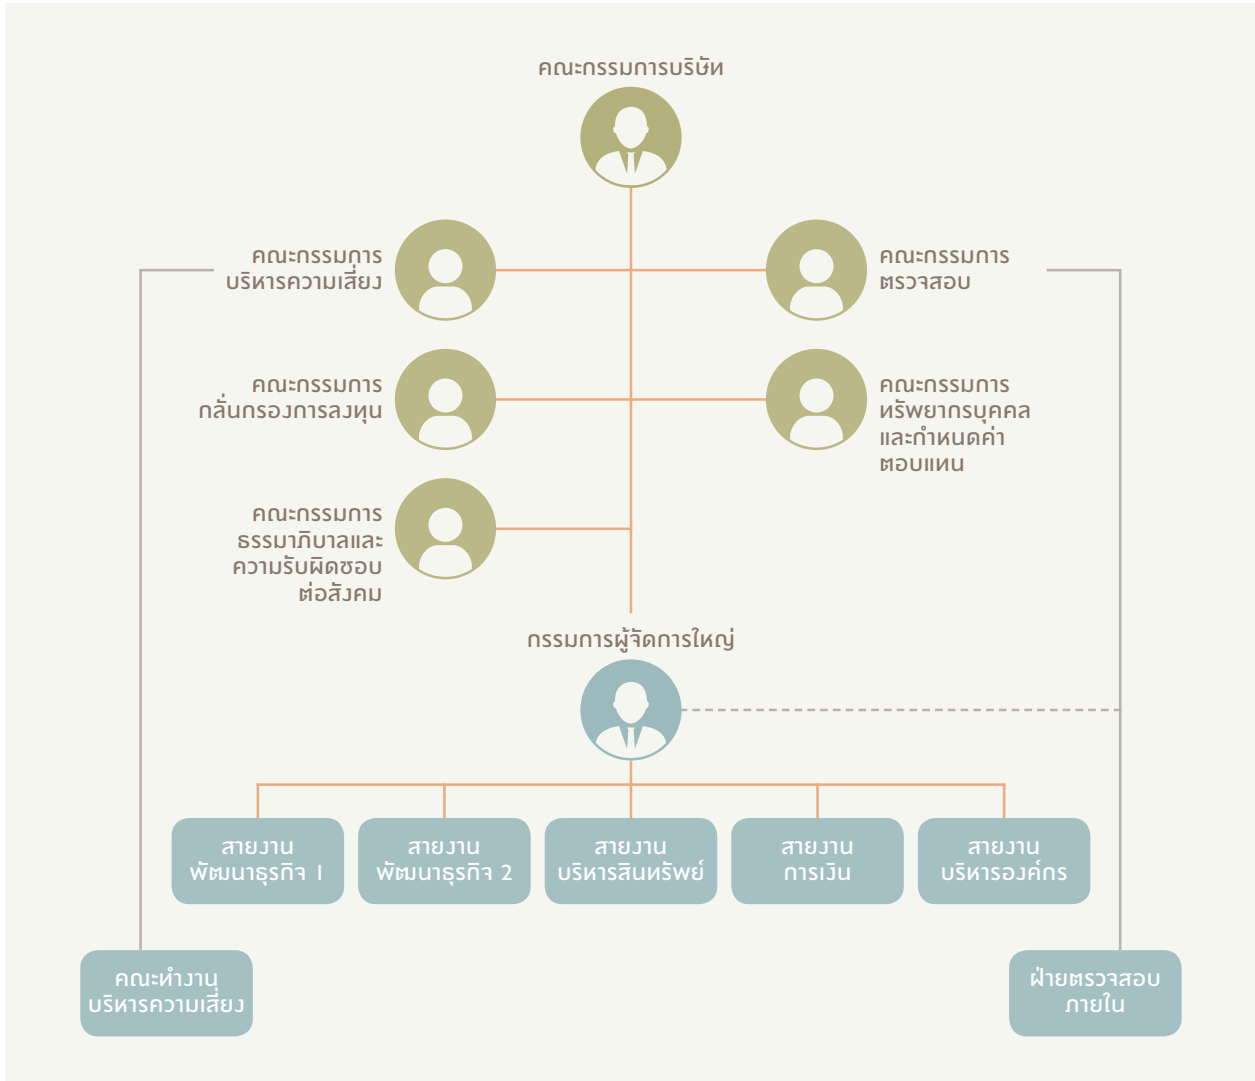 คณะกรรมการบริษัท
คณะกรรมการ
บริหารความเสี่ยง
คณะกรรมการ
ตรวจสอบ
คณะกรรมการ
กลั่นกรองการลงทุน
คณะกรรมการ
ทรัพยากรบุคคล
และกำหนดค่า
ตอบแทน
คณะกรรมการ
ธรรมาภิบาลและ
ความรับผิดชอบ
ต่อสังคม
กรรมการผู้จัดการใหญ่
สายงาน
พัฒนาธุรกิจ 1
สายงาน
พัฒนาธุรกิจ 2
สายงาน
บริหารสินทรัพย์
สายงาน
การเงิน
สายงาน
บริหารองค์กร
คณะทำงาน
บริหารความเสี่ยง
ฝ่ายตรวจสอบ
ภายใน